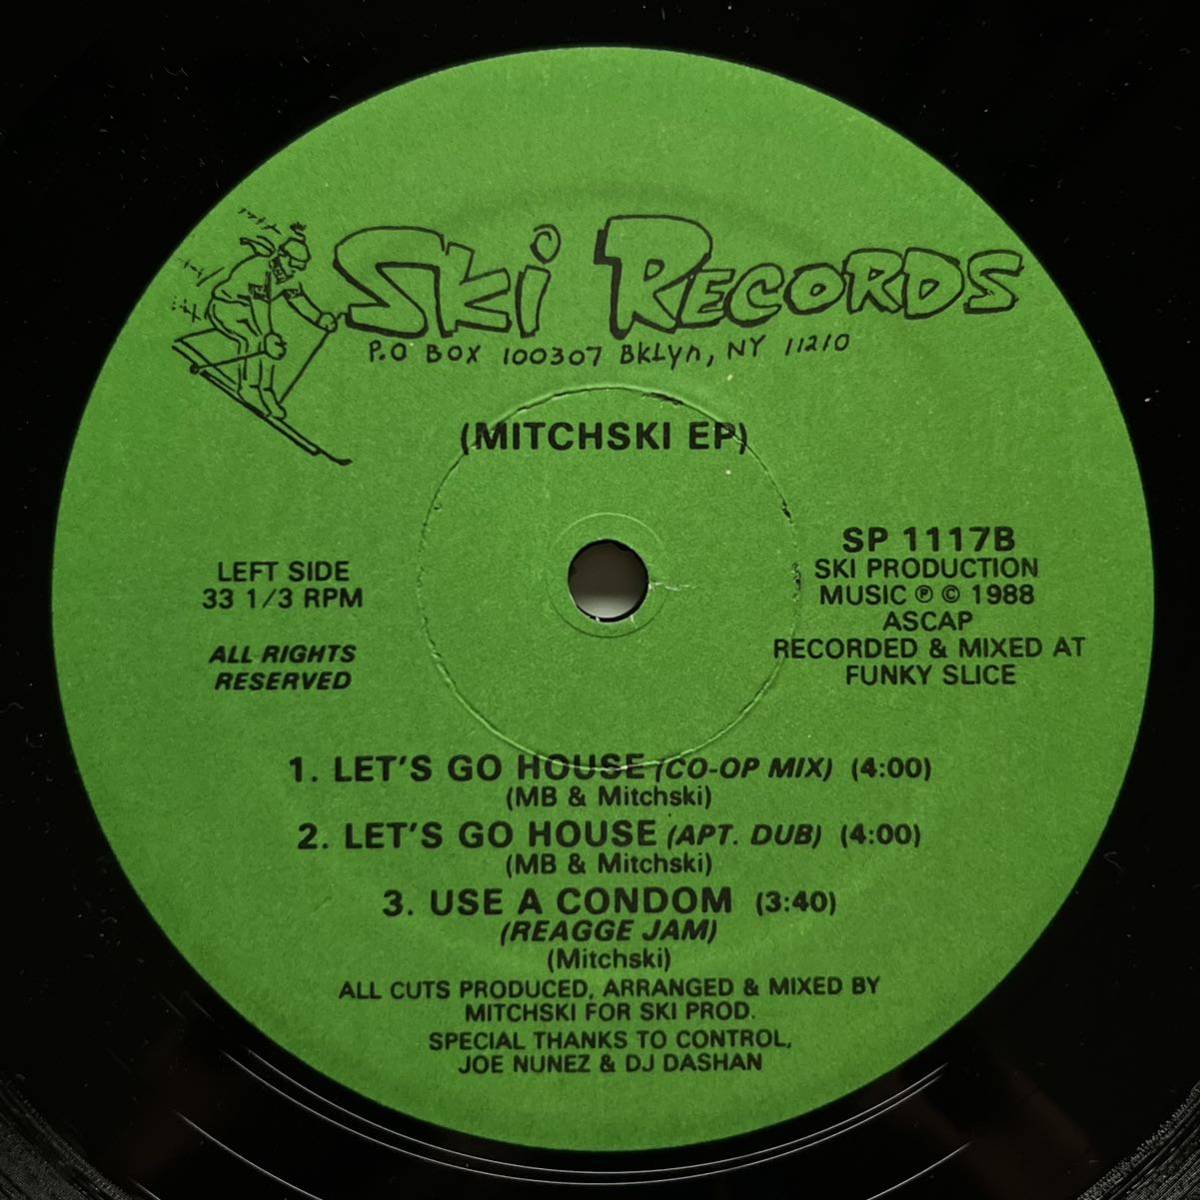 Ski RECORDS
P.O BOX 100307 BKLyn, NY 11210
(MITCHSKI EP)
LEFT SIDE
33 1/3 RPM
ALL RIGHTS
RESERVED
SP 1117B
SKI PRODUCTION
MUSIC ℗ © 1988
ASCAP
RECORDED & MIXED AT
FUNKY SLICE
1. LET'S GO HOUSE (CO-OP MIX) (4:00)
(MB & Mitchski)
2. LET'S GO HOUSE (APT. DUB) (4:00)
(MB & Mitchski)
3. USE A CONDOM (3:40)
(REAGGE JAM)
(Mitchski)
ALL CUTS PRODUCED, ARRANGED & MIXED BY
MITCHSKI FOR SKI PROD.
SPECIAL THANKS TO CONTROL,
JOE NUNEZ & DJ DASHAN